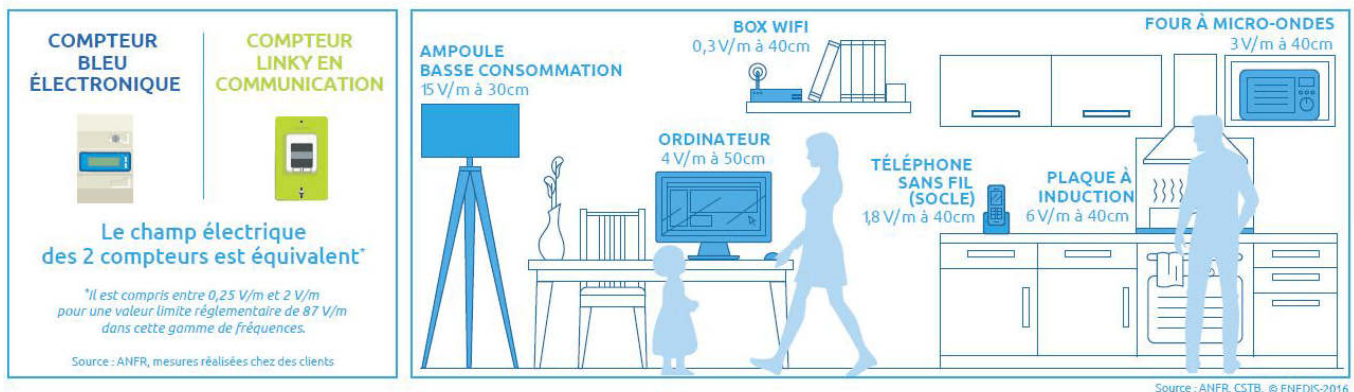 COMPTEUR
BLEU
ÉLECTRONIQUE
COMPTEUR
LINKY EN
COMMUNICATION
Le champ électrique
des 2 compteurs est équivalent*
*Il est compris entre 0,25 V/m et 2 V/m
pour une valeur limite réglementaire de 87 V/m
dans cette gamme de fréquences.
Source : ANFR, mesures réalisées chez des clients
AMPOULE
BASSE CONSOMMATION
15 V/m à 30cm
BOX WIFI
0,3 V/m à 40cm
ORDINATEUR
4 V/m à 50cm
TÉLÉPHONE
SANS FIL
(SOCLE)
1,8 V/m à 40cm
PLAQUE À
INDUCTION
6 V/m à 40cm
FOUR À MICRO-ONDES
3 V/m à 40cm
Source : ANFR, CSTB, © ENEDIS-2016